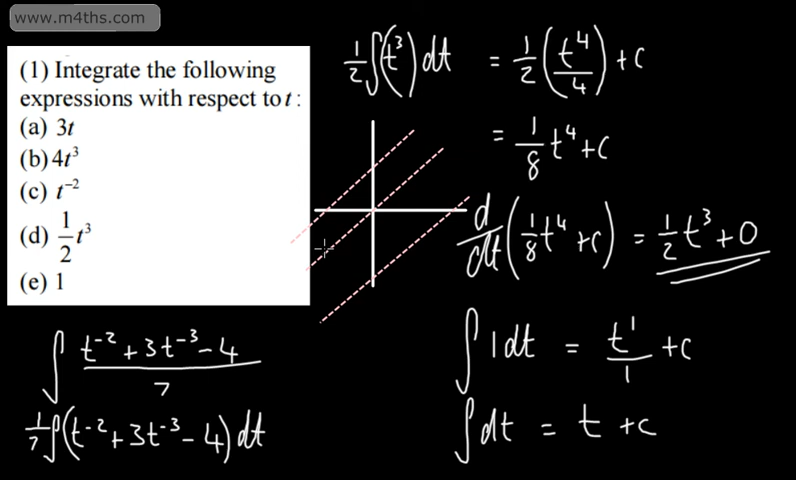 www.m4ths.com
(1) Integrate the following
expressions with respect to t:
(a) 3t
(b) 4t³
(c) t⁻²
(d) 1/2 t³
(e) 1
1/2 ∫(t³) dt = 1/2 (t⁴/4) + c
= 1/8 t⁴ + c
d/dt (1/8 t⁴ + c) = 1/2 t³ + 0
∫ 1 dt = t¹/1 + c
∫ dt = t + c
∫ (t⁻² + 3t⁻³ − 4)/7
1/7 ∫(t⁻² + 3t⁻³ − 4) dt